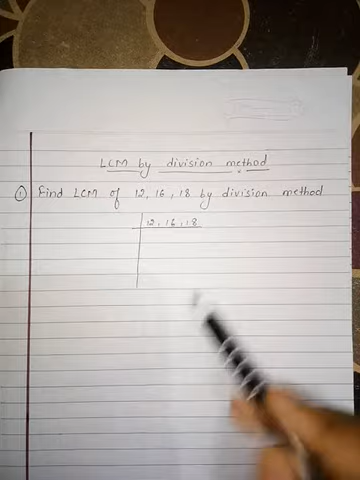 LCM by division method
① Find LCM of 12, 16, 18 by division method
12, 16, 18